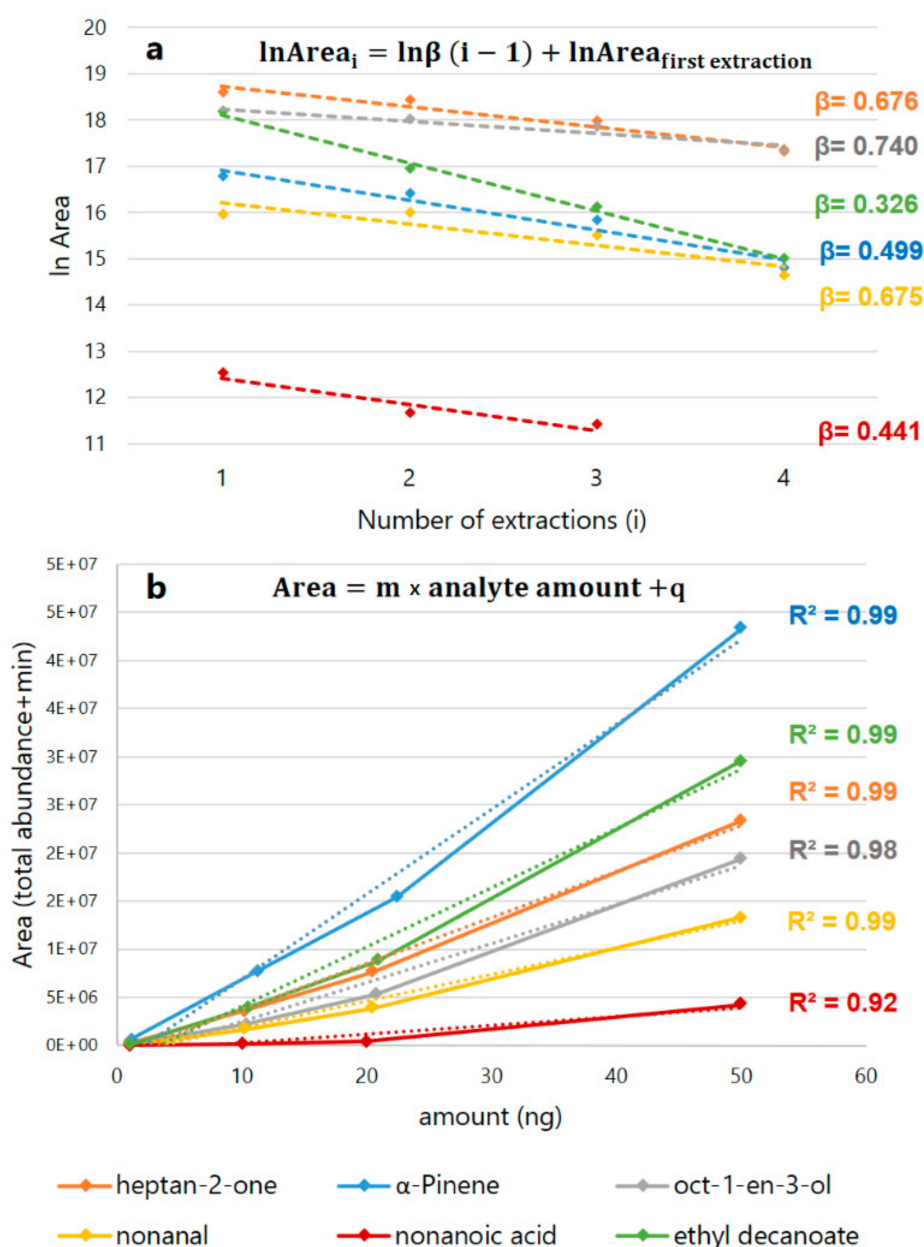 a
lnArea_i = lnβ (i − 1) + lnArea_first extraction
20
19
18
17
16
15
14
13
12
11
ln Area
β= 0.676
β= 0.740
β= 0.326
β= 0.499
β= 0.675
β= 0.441
1 2 3 4
Number of extractions (i)
b
Area = m × analyte amount +q
5E+07
5E+07
4E+07
4E+07
3E+07
3E+07
2E+07
2E+07
1E+07
5E+06
0E+00
Area (total abundance+min)
R² = 0.99
R² = 0.99
R² = 0.99
R² = 0.98
R² = 0.99
R² = 0.92
0 10 20 30 40 50 60
amount (ng)
heptan-2-one α-Pinene oct-1-en-3-ol
nonanal nonanoic acid ethyl decanoate